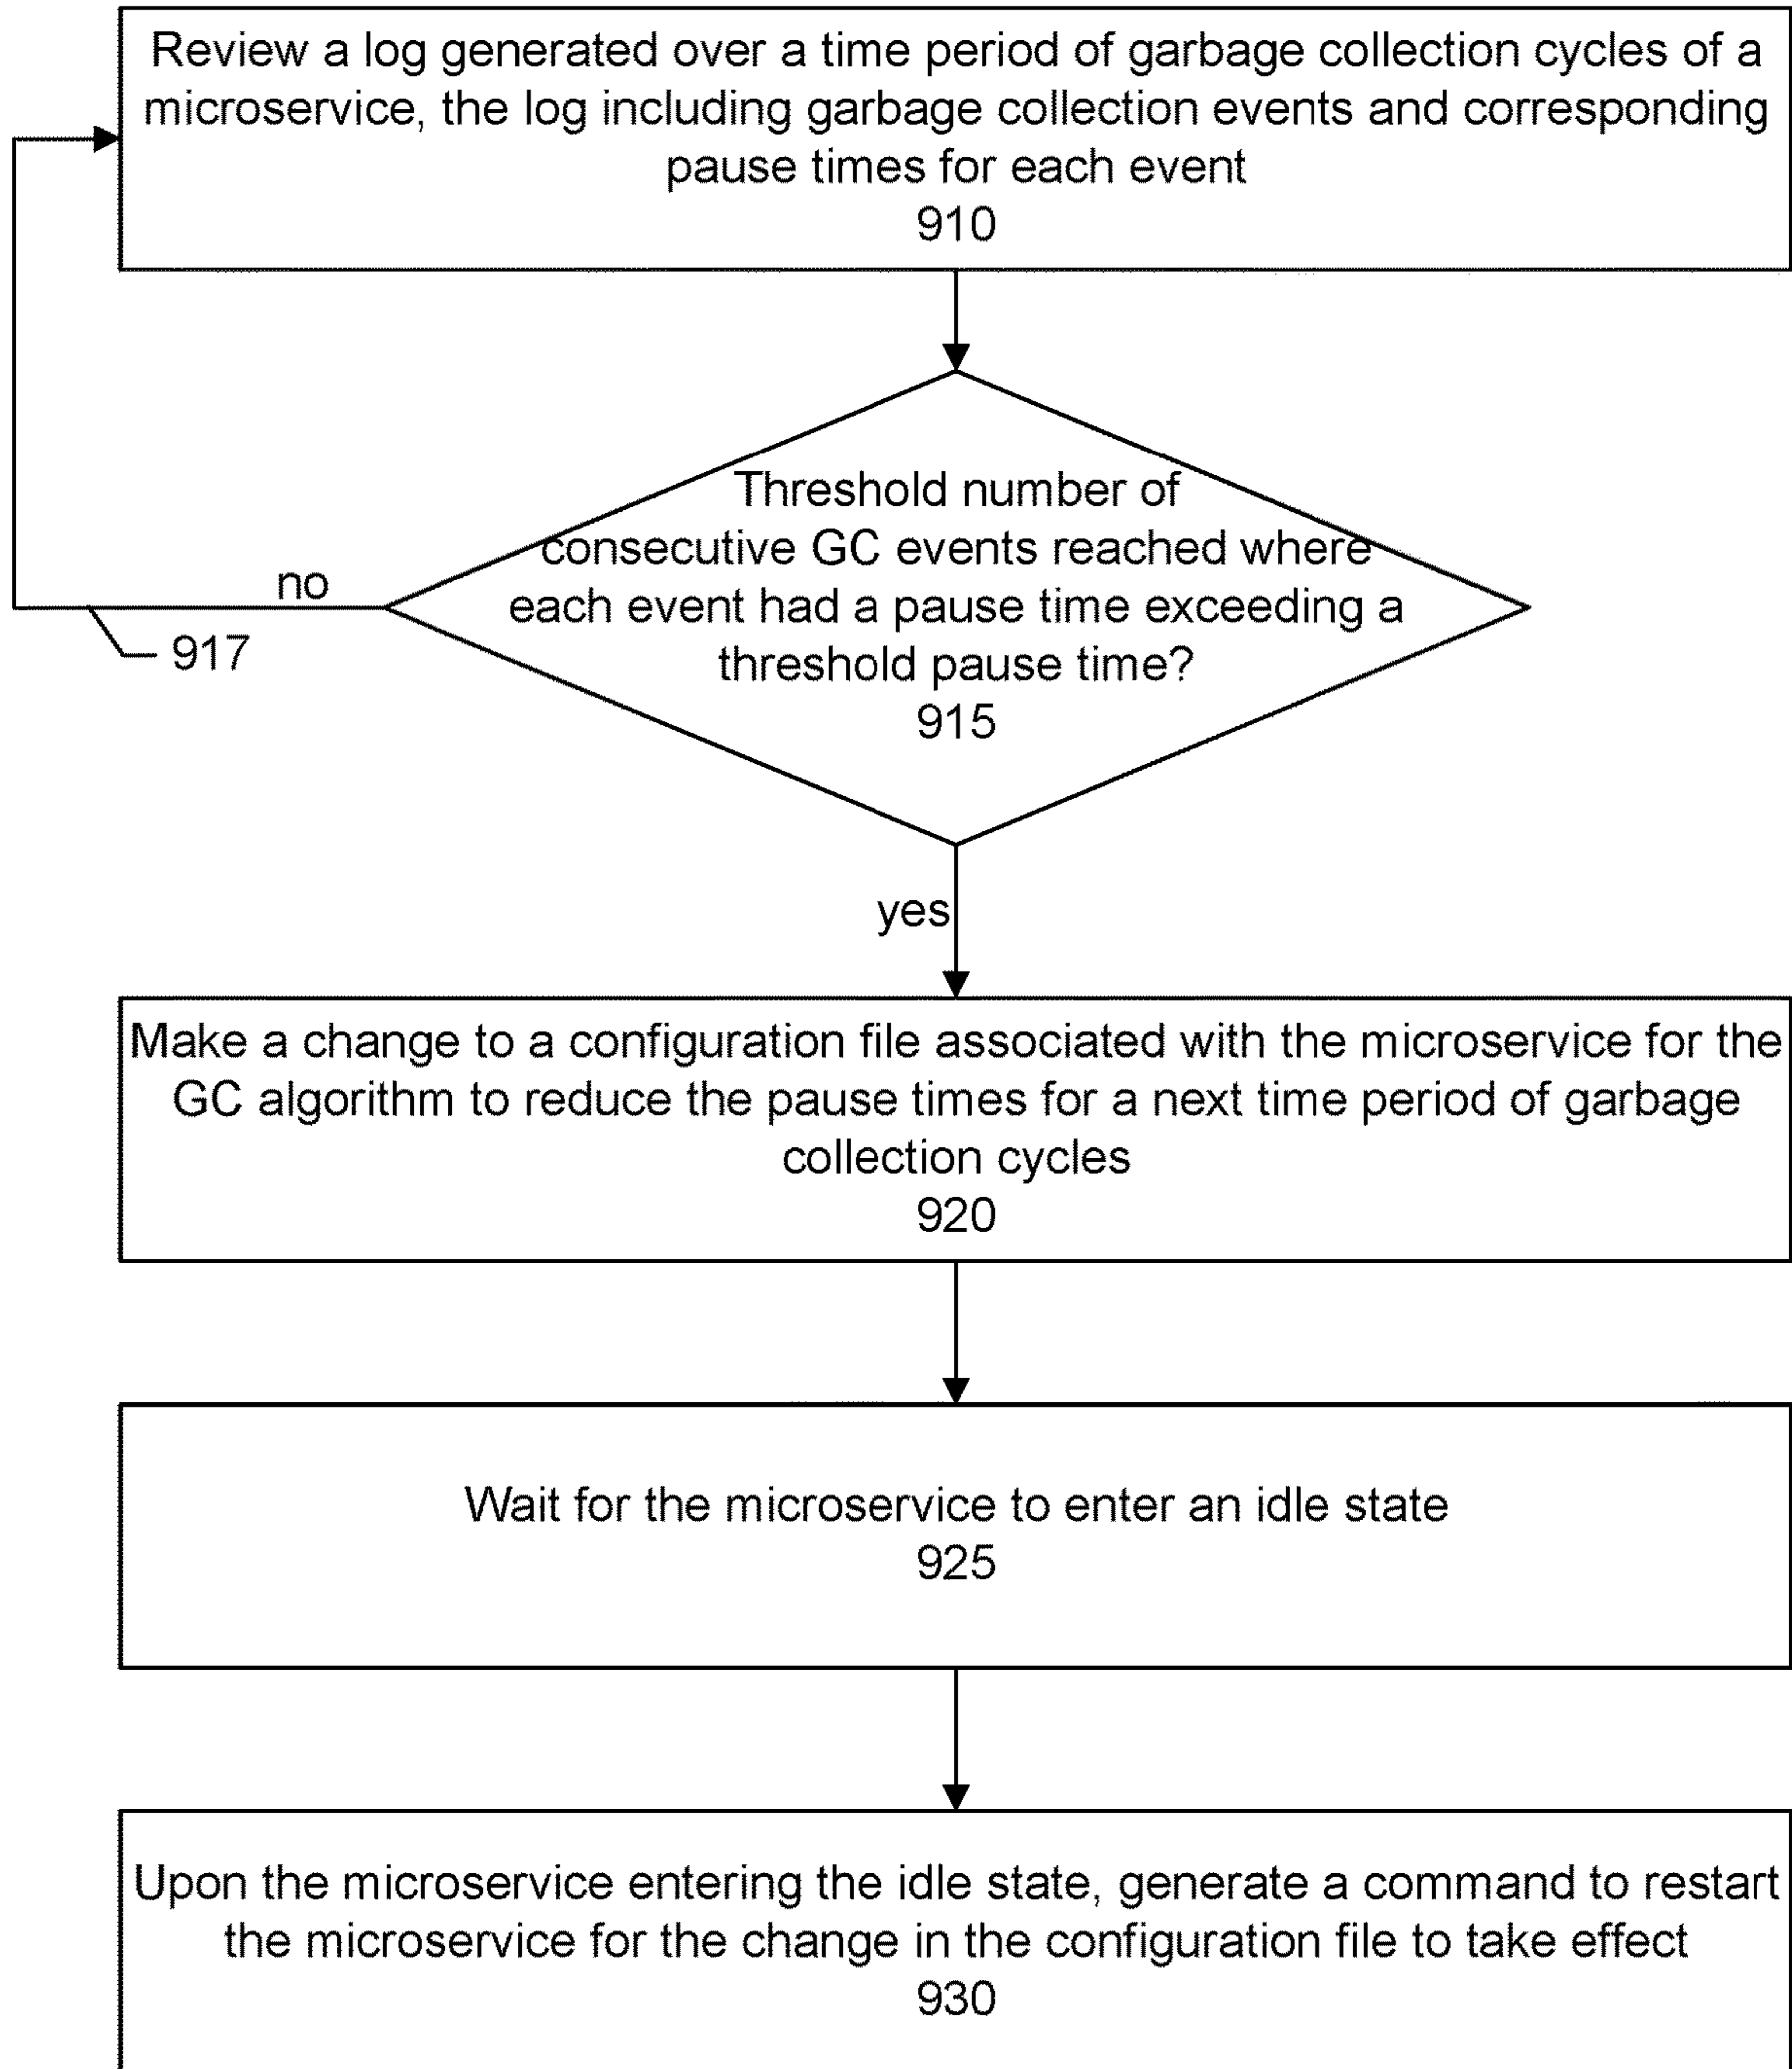 Review a log generated over a time period of garbage collection cycles of a
microservice, the log including garbage collection events and corresponding
pause times for each event
910
Threshold number of
consecutive GC events reached where
each event had a pause time exceeding a
threshold pause time?
915
no
917
yes
Make a change to a configuration file associated with the microservice for the
GC algorithm to reduce the pause times for a next time period of garbage
collection cycles
920
Wait for the microservice to enter an idle state
925
Upon the microservice entering the idle state, generate a command to restart
the microservice for the change in the configuration file to take effect
930